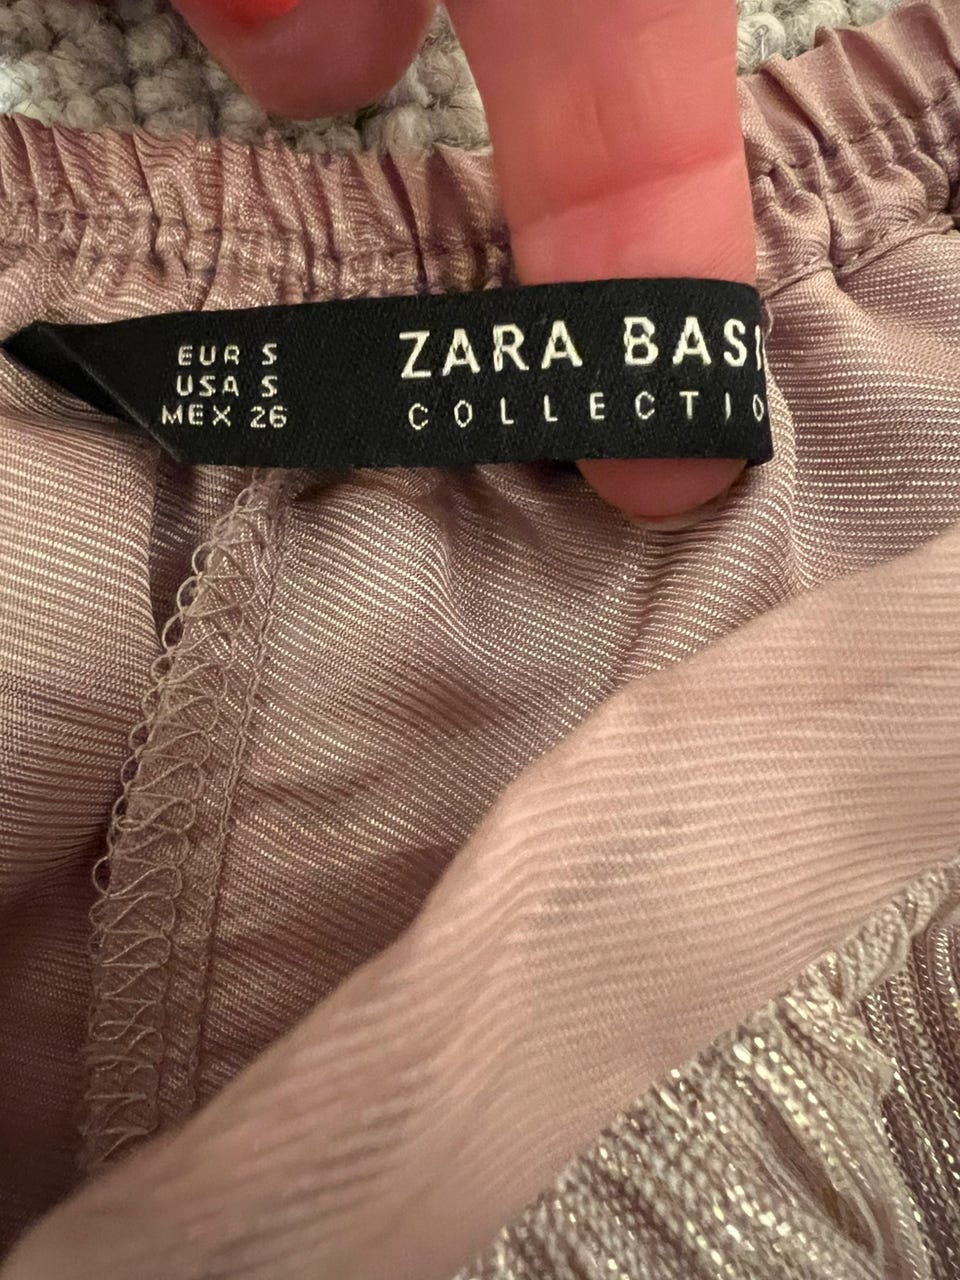 EUR S
USA S
MEX 26
ZARA BASI
COLLECTIO